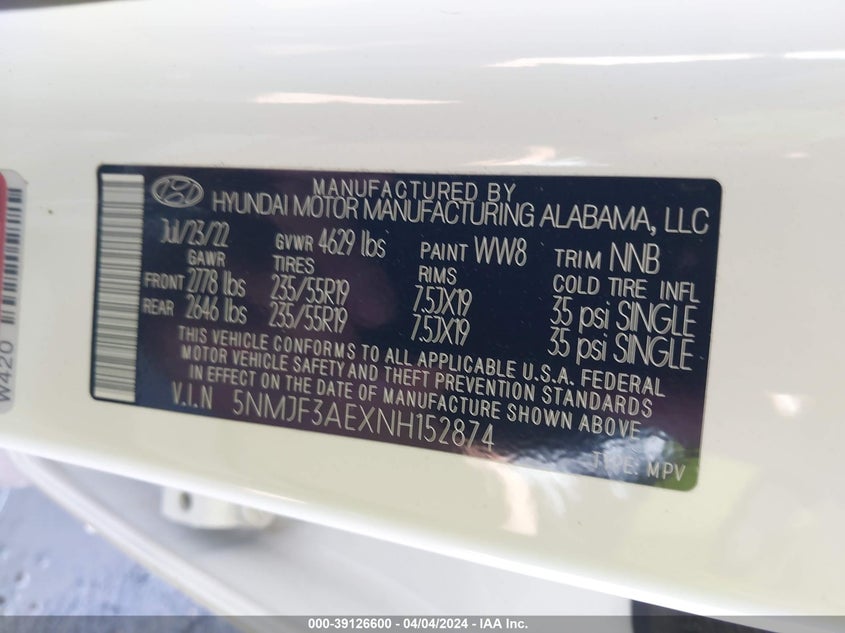 MANUFACTURED BY
HYUNDAI MOTOR MANUFACTURING ALABAMA, LLC
Jul/23/22 GVWR 4629 lbs PAINT WW8 TRIM NNB
GAWR TIRES RIMS COLD TIRE INFL
FRONT 2778 lbs 235/55R19 7.5JX19 35 psi SINGLE
REAR 2646 lbs 235/55R19 7.5JX19 35 psi SINGLE
THIS VEHICLE CONFORMS TO ALL APPLICABLE U.S.A. FEDERAL
MOTOR VEHICLE SAFETY AND THEFT PREVENTION STANDARDS
IN EFFECT ON THE DATE OF MANUFACTURE SHOWN ABOVE.
V.I.N 5NMJF3AEXNH152874
TYPE: MPV
W420
000-39126600 - 04/04/2024 - IAA Inc.